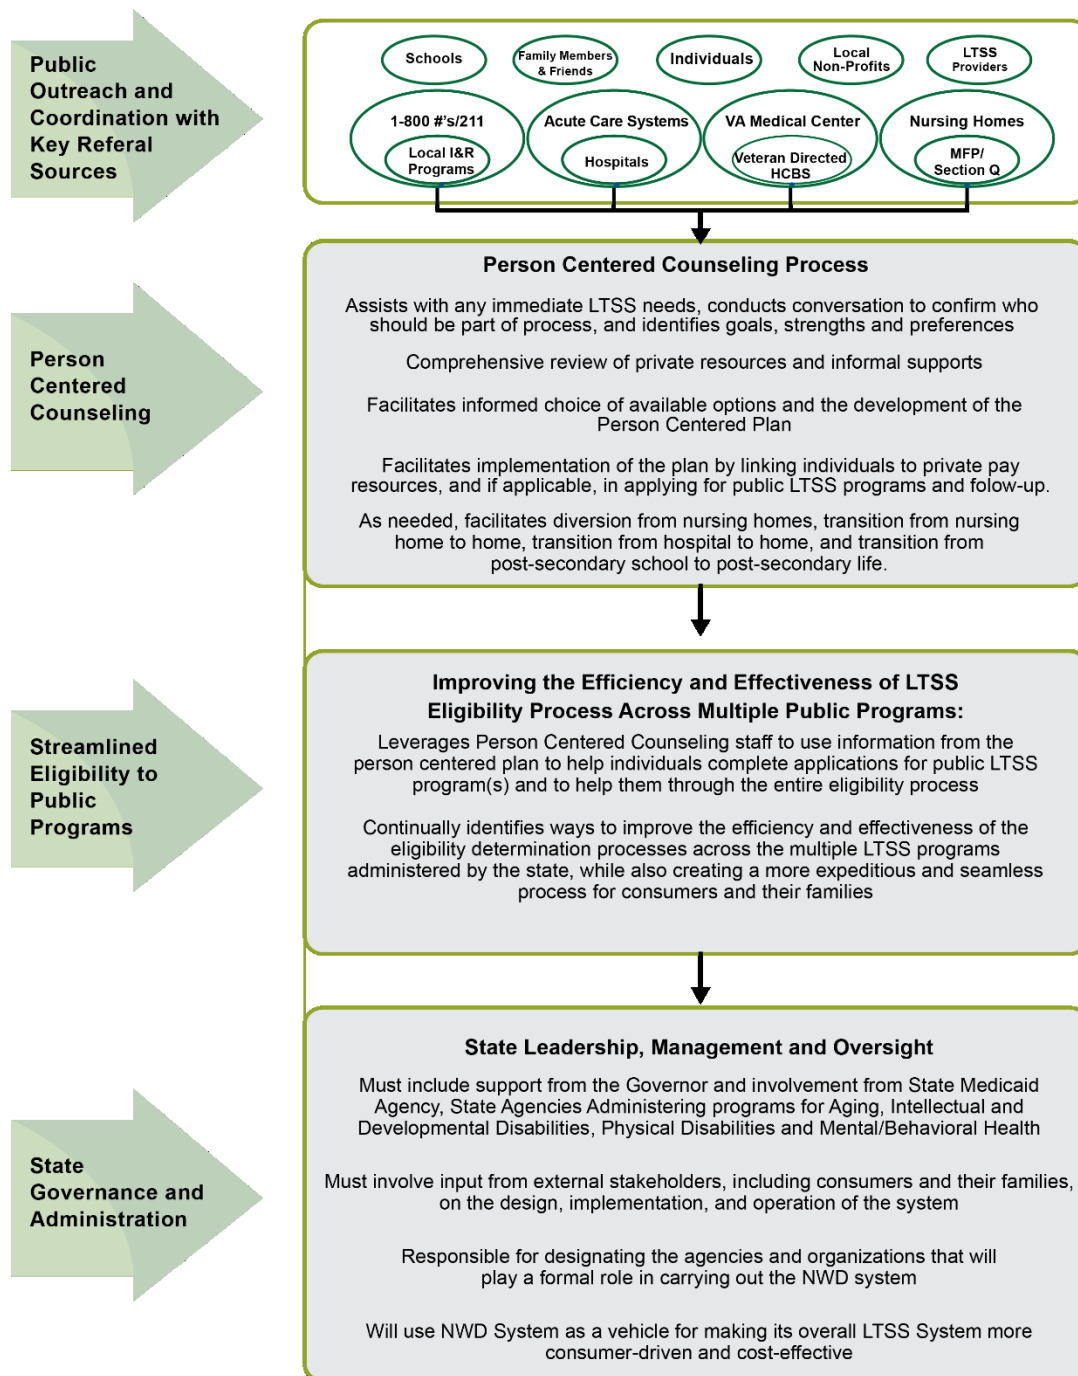 Public
Outreach and
Coordination with
Key Referal
Sources
Schools
Family Members
& Friends
Individuals
Local
Non-Profits
LTSS
Providers
1-800 #'s/211
Local I&R
Programs
Acute Care Systems
Hospitals
VA Medical Center
Veteran Directed
HCBS
Nursing Homes
MFP/
Section Q
Person
Centered
Counseling
Person Centered Counseling Process
Assists with any immediate LTSS needs, conducts conversation to confirm who
should be part of process, and identifies goals, strengths and preferences
Comprehensive review of private resources and informal supports
Facilitates informed choice of available options and the development of the
Person Centered Plan
Facilitates implementation of the plan by linking individuals to private pay
resources, and if applicable, in applying for public LTSS programs and folow-up.
As needed, facilitates diversion from nursing homes, transition from nursing
home to home, transition from hospital to home, and transition from
post-secondary school to post-secondary life.
Streamlined
Eligibility to
Public
Programs
Improving the Efficiency and Effectiveness of LTSS
Eligibility Process Across Multiple Public Programs:
Leverages Person Centered Counseling staff to use information from the
person centered plan to help individuals complete applications for public LTSS
program(s) and to help them through the entire eligibility process
Continually identifies ways to improve the efficiency and effectiveness of the
eligibility determination processes across the multiple LTSS programs
administered by the state, while also creating a more expeditious and seamless
process for consumers and their families
State
Governance and
Administration
State Leadership, Management and Oversight
Must include support from the Governor and involvement from State Medicaid
Agency, State Agencies Administering programs for Aging, Intellectual and
Developmental Disabilities, Physical Disabilities and Mental/Behavioral Health
Must involve input from external stakeholders, including consumers and their families,
on the design, implementation, and operation of the system
Responsible for designating the agencies and organizations that will
play a formal role in carrying out the NWD system
Will use NWD System as a vehicle for making its overall LTSS System more
consumer-driven and cost-effective